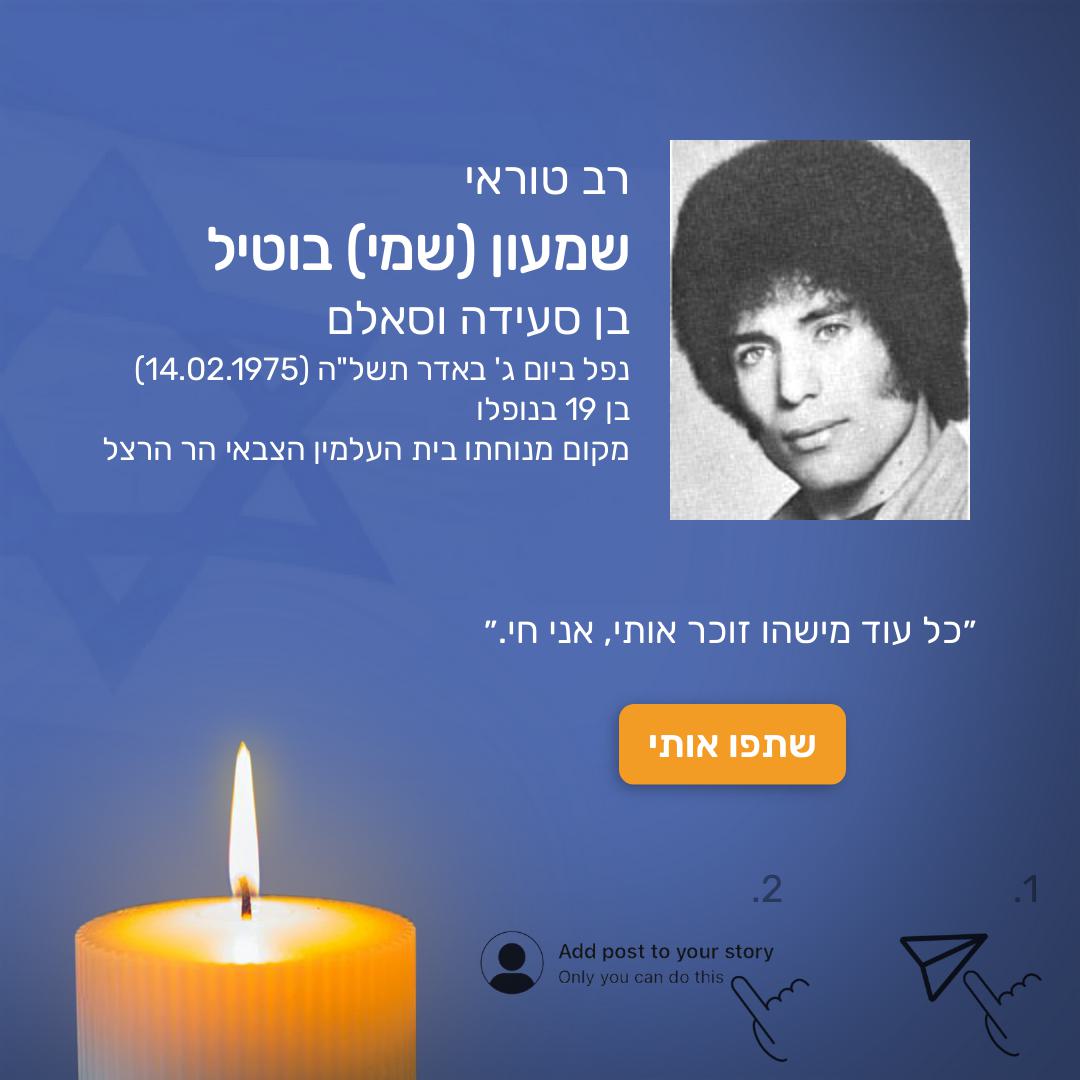 רב טוראי
שמעון (שמי) בוטיל
בן סעידה וסאלם
נפל ביום ג' באדר תשל"ה (14.02.1975)
בן 19 בנופלו
מקום מנוחתו בית העלמין הצבאי הר הרצל
״כל עוד מישהו זוכר אותי, אני חי.״
שתפו אותי
.1
.2
Add post to your story
Only you can do this